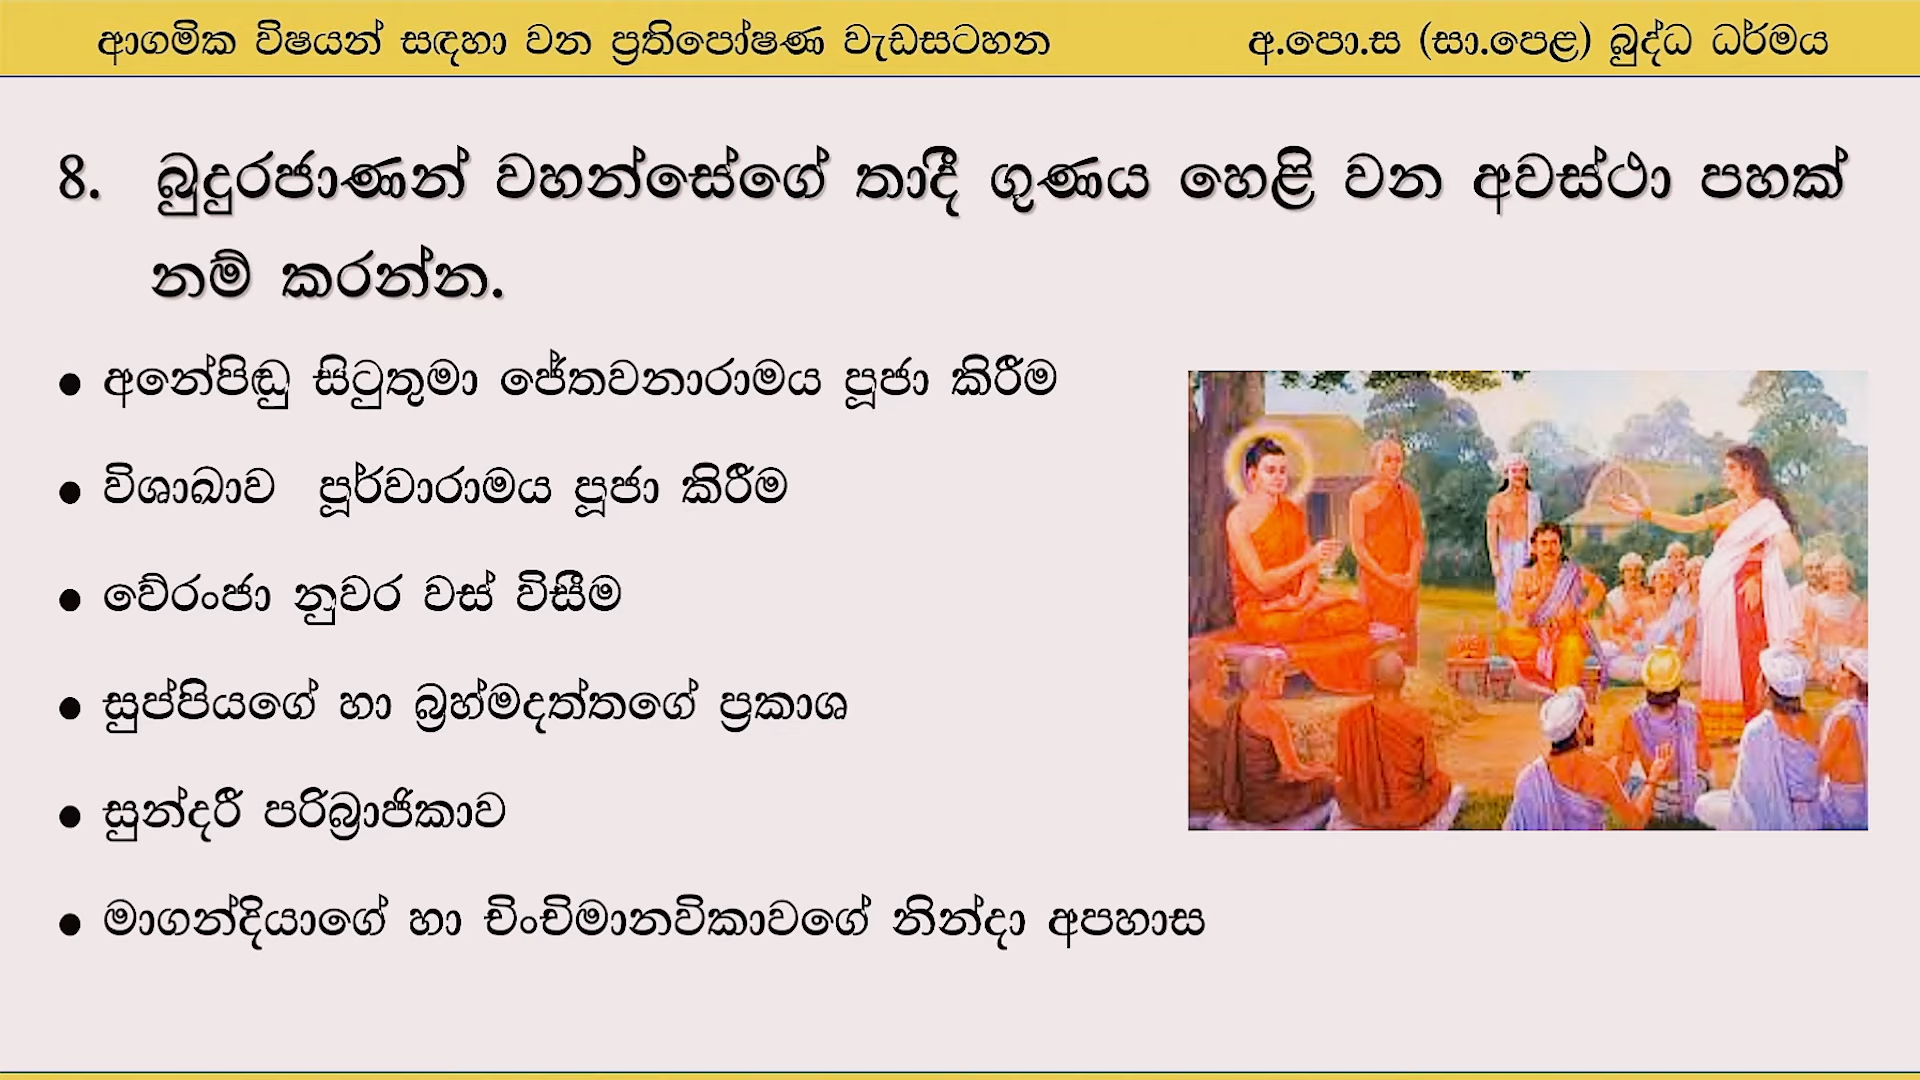 ආගමික විෂයන් සඳහා වන ප්‍රතිපෝෂණ වැඩසටහන
අ.පො.ස (සා.පෙළ) බුද්ධ ධර්මය
8. බුදුරජාණන් වහන්සේගේ තාදී ගුණය හෙළි වන අවස්ථා පහක්
නම් කරන්න.
• අනේපිඬු සිටුතුමා ජේතවනාරාමය පූජා කිරීම
• විශාඛාව පූර්වාරාමය පූජා කිරීම
• වේරංජා නුවර වස් විසීම
• සුප්පියගේ හා බ්‍රහ්මදත්තගේ ප්‍රකාශ
• සුන්දරී පරිබ්‍රාජිකාව
• මාගන්දියාගේ හා චිංචිමානවිකාවගේ නින්දා අපහාස